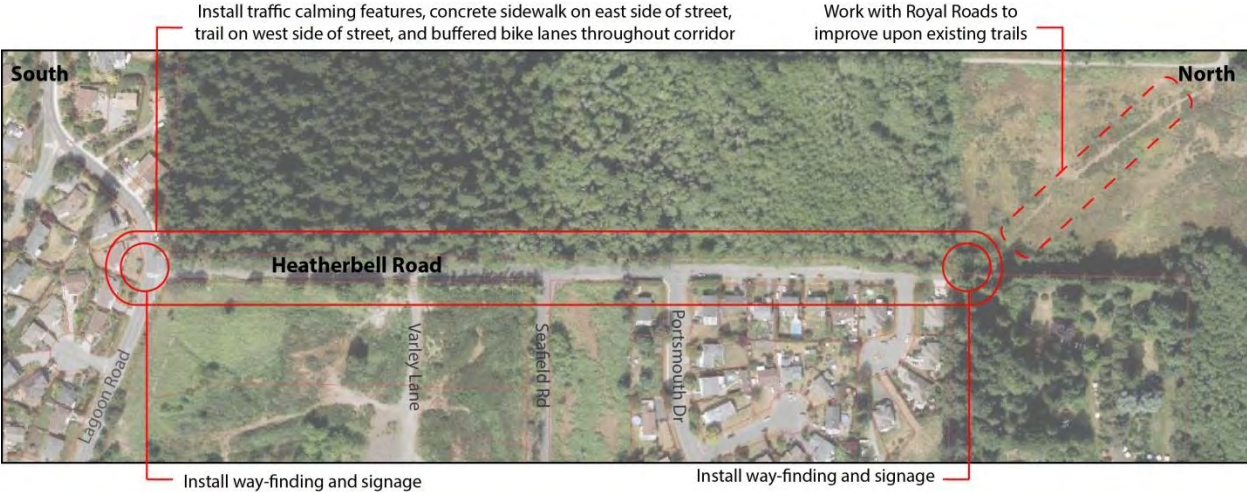 Install traffic calming features, concrete sidewalk on east side of street,
trail on west side of street, and buffered bike lanes throughout corridor
Work with Royal Roads to
improve upon existing trails
South
North
Heatherbell Road
Lagoon Road
Varley Lane
Seafield Rd
Portsmouth Dr
Install way-finding and signage
Install way-finding and signage